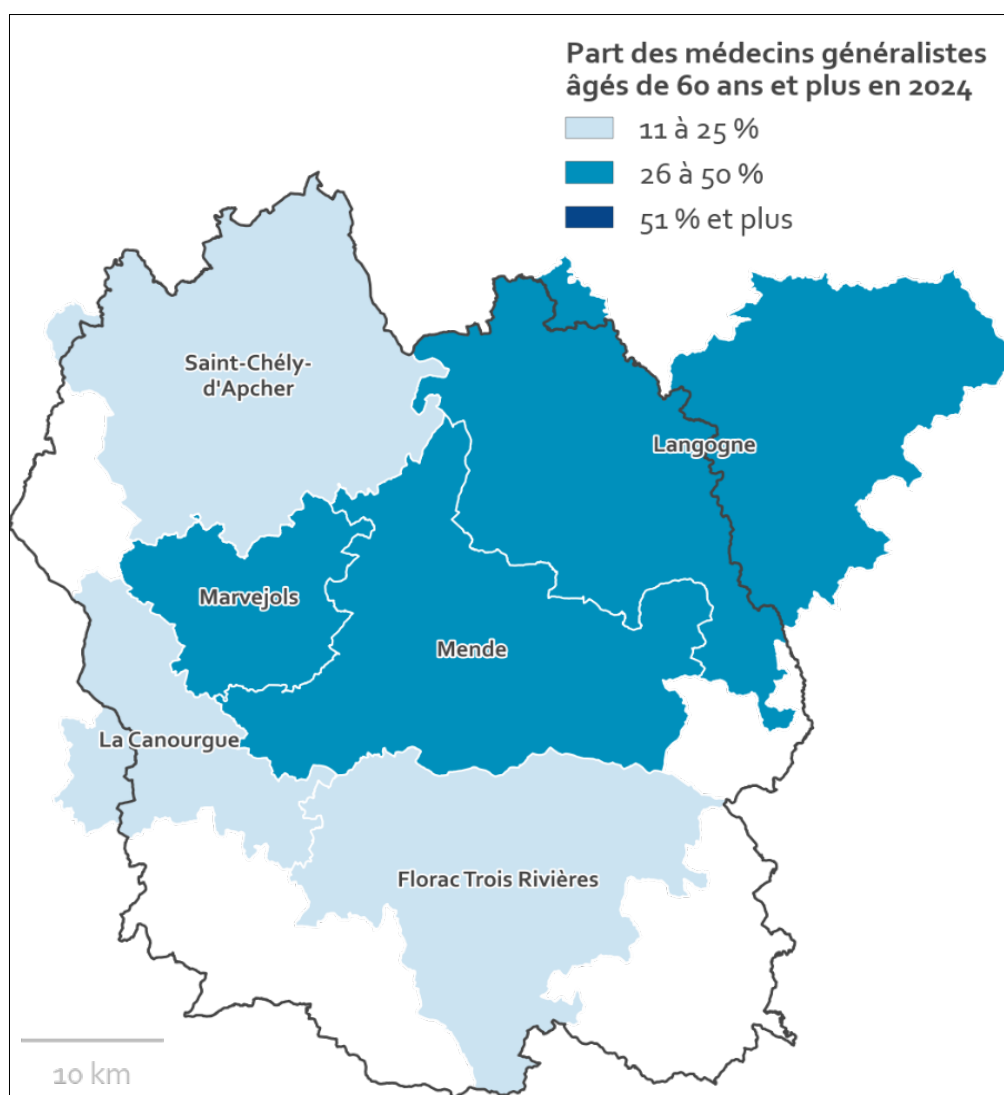 Part des médecins généralistes
âgés de 60 ans et plus en 2024
11 à 25 %
26 à 50 %
51 % et plus
Saint-Chély-
d'Apcher
Langogne
Marvejols
Mende
La Canourgue
Florac Trois Rivières
10 km